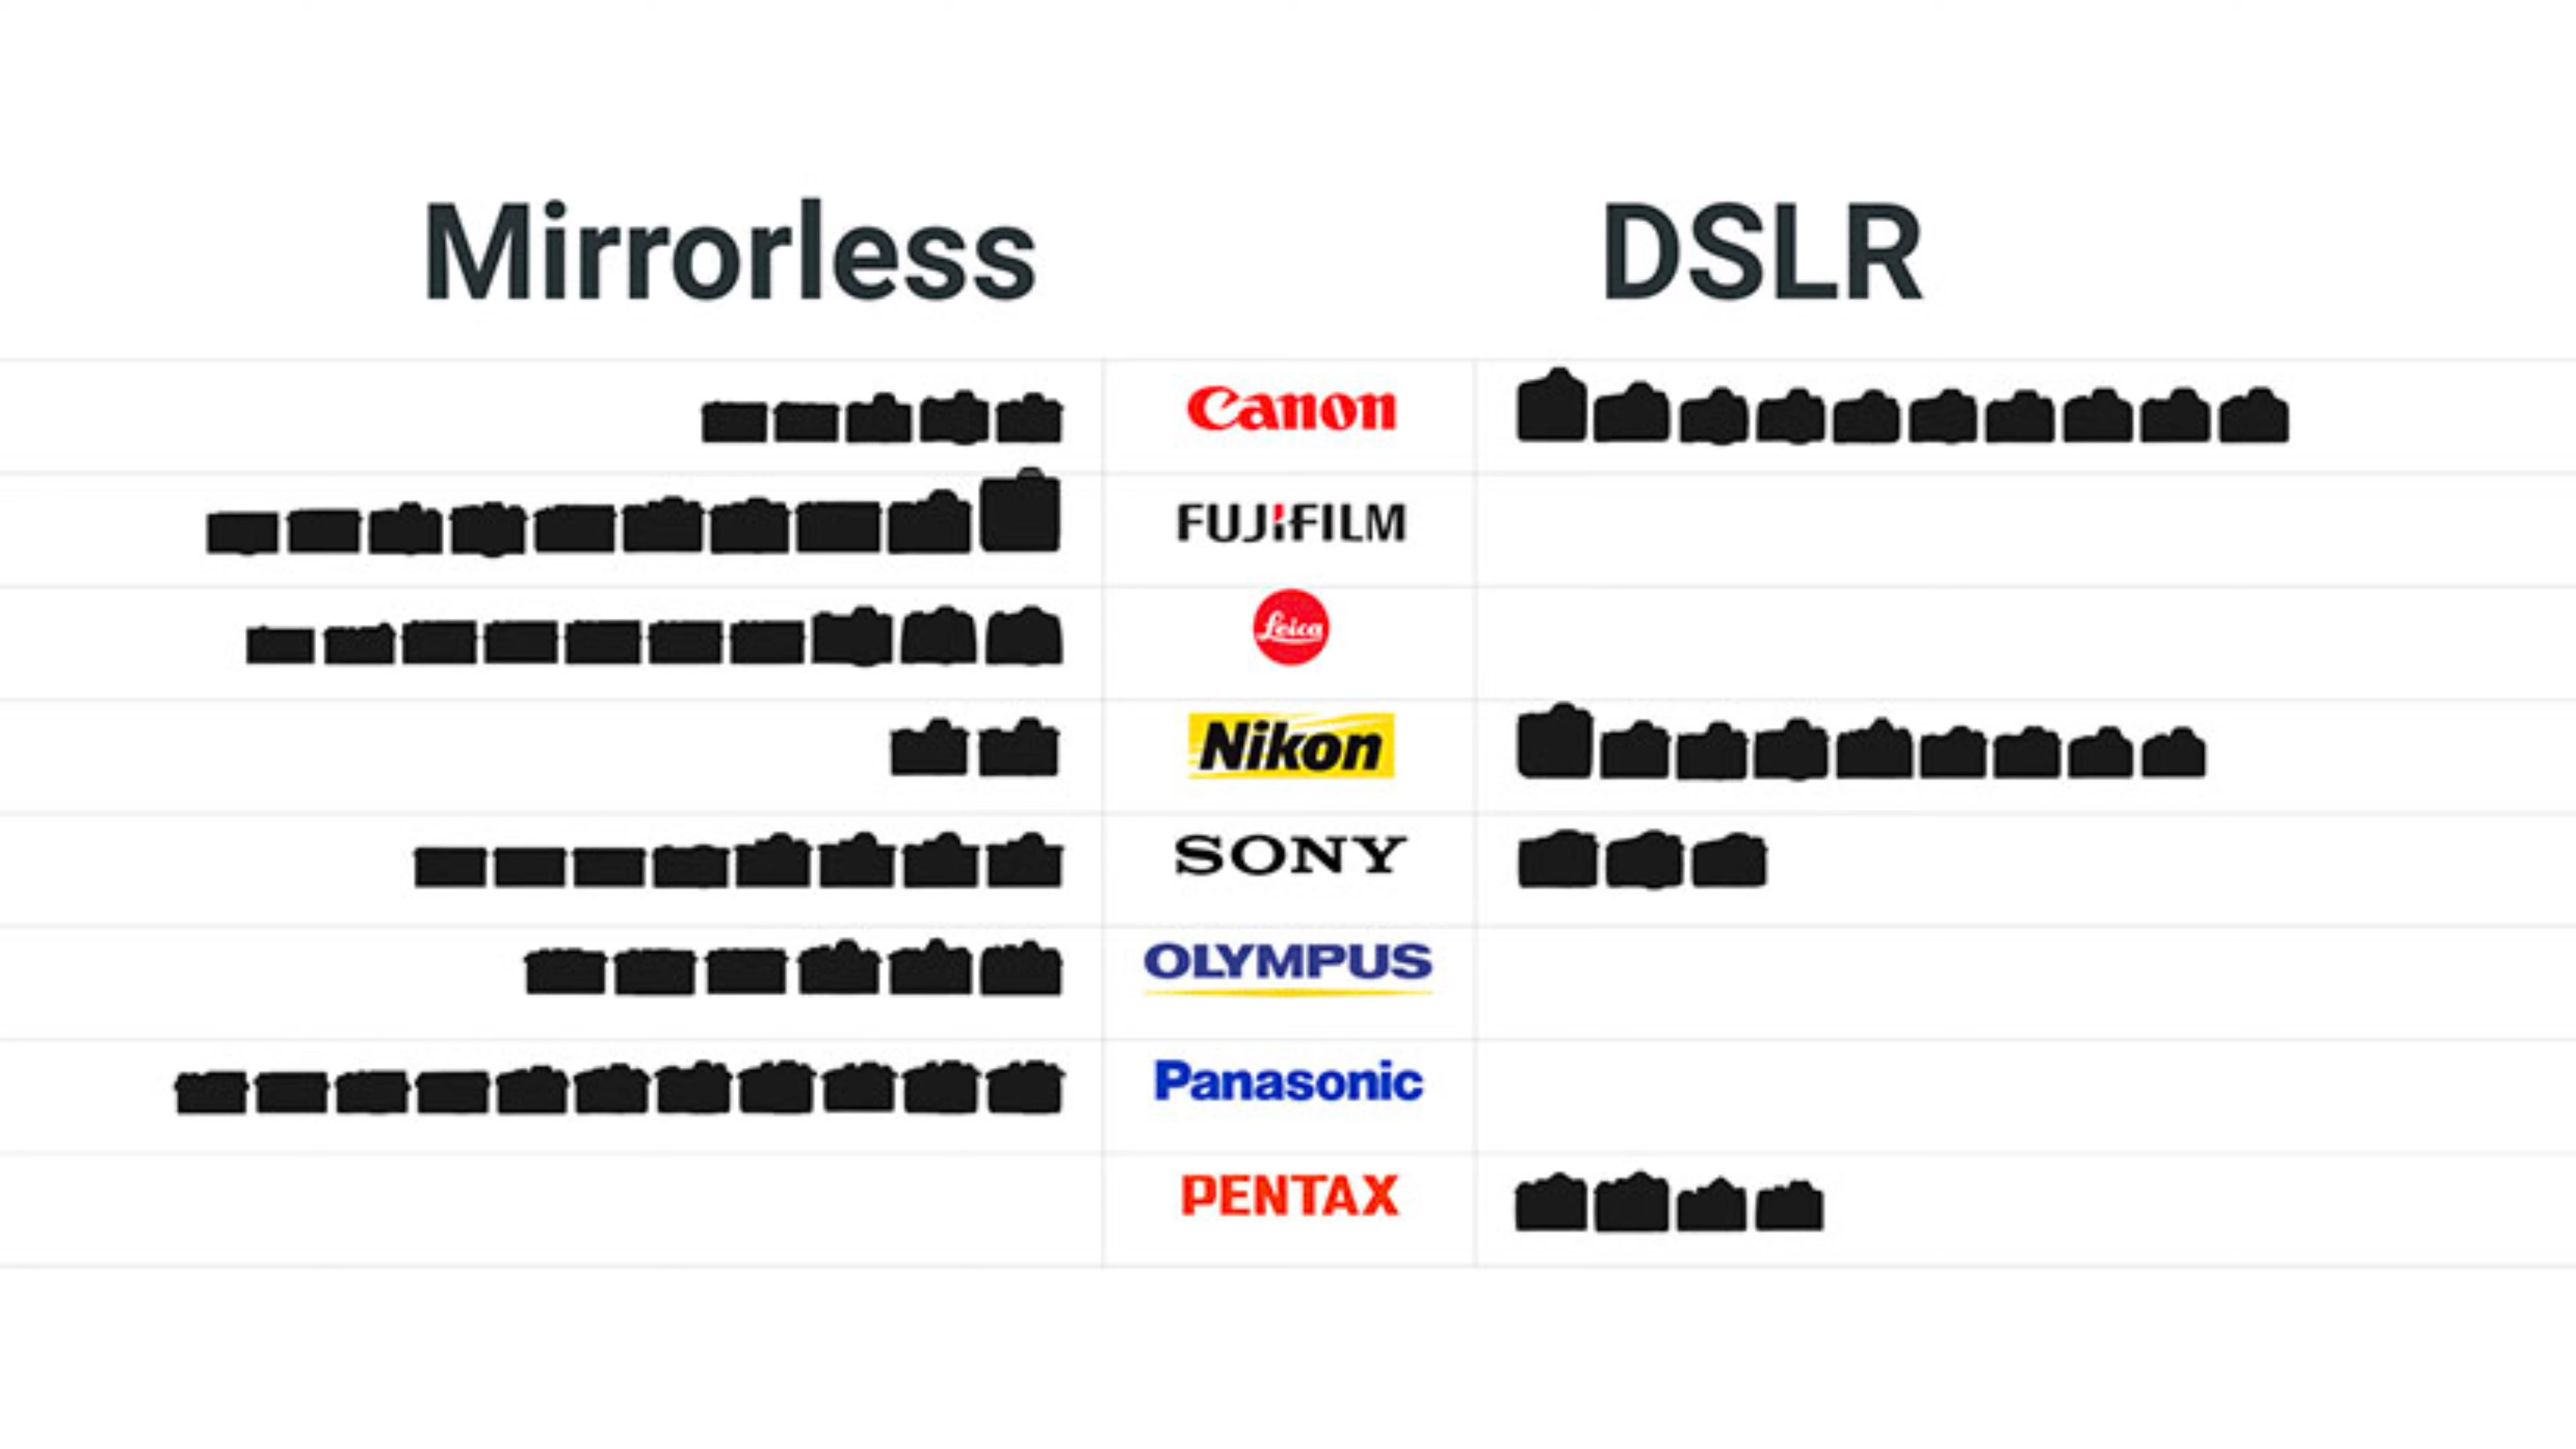 Mirrorless
DSLR
Canon
FUJIFILM
Leica
Nikon
SONY
OLYMPUS
Panasonic
PENTAX